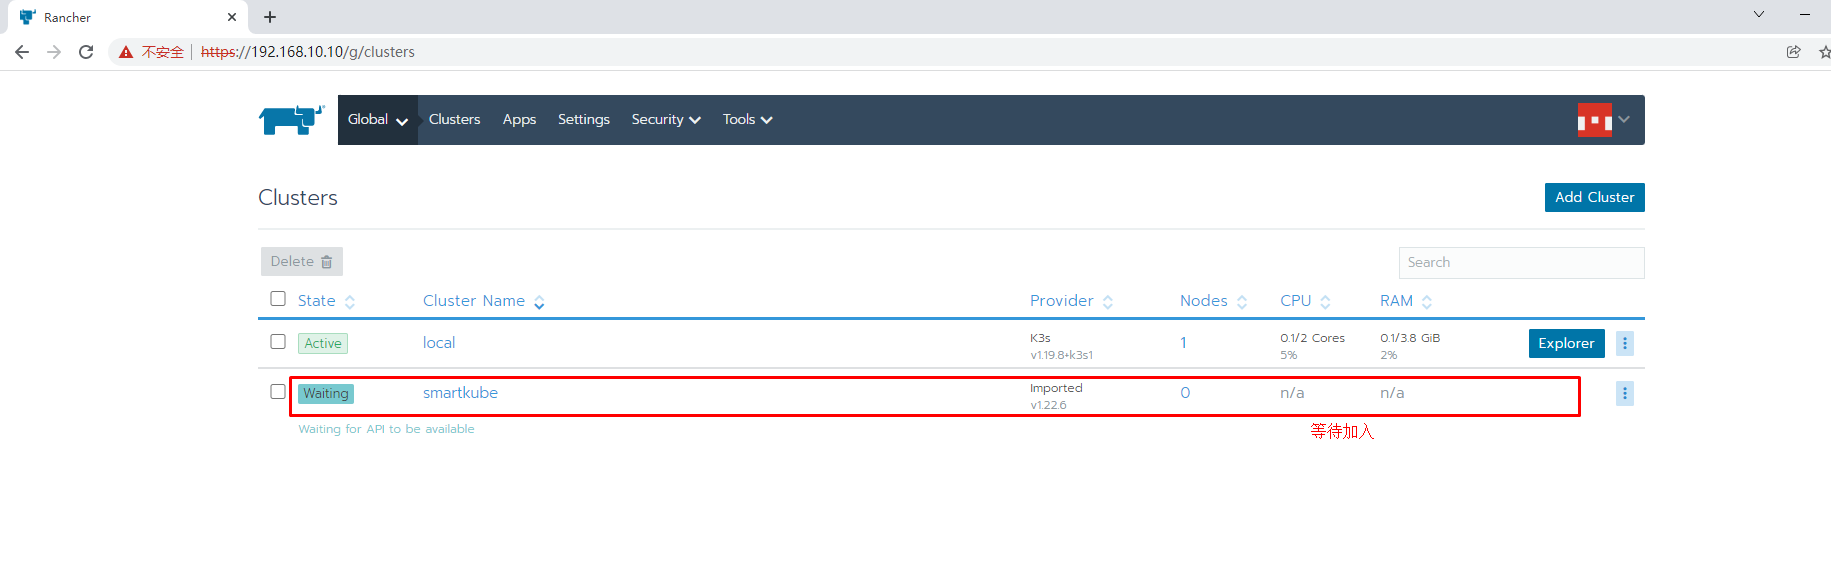 Rancher
不安全 https://192.168.10.10/g/clusters
Global Clusters Apps Settings Security Tools
Clusters Add Cluster
Delete Search
State Cluster Name Provider Nodes CPU RAM
Active local K3s 1 0.1/2 Cores 0.1/3.8 GiB Explorer
v1.19.8+k3s1 5% 2%
Waiting smartkube Imported 0 n/a n/a
v1.22.6
Waiting for API to be available 等待加入